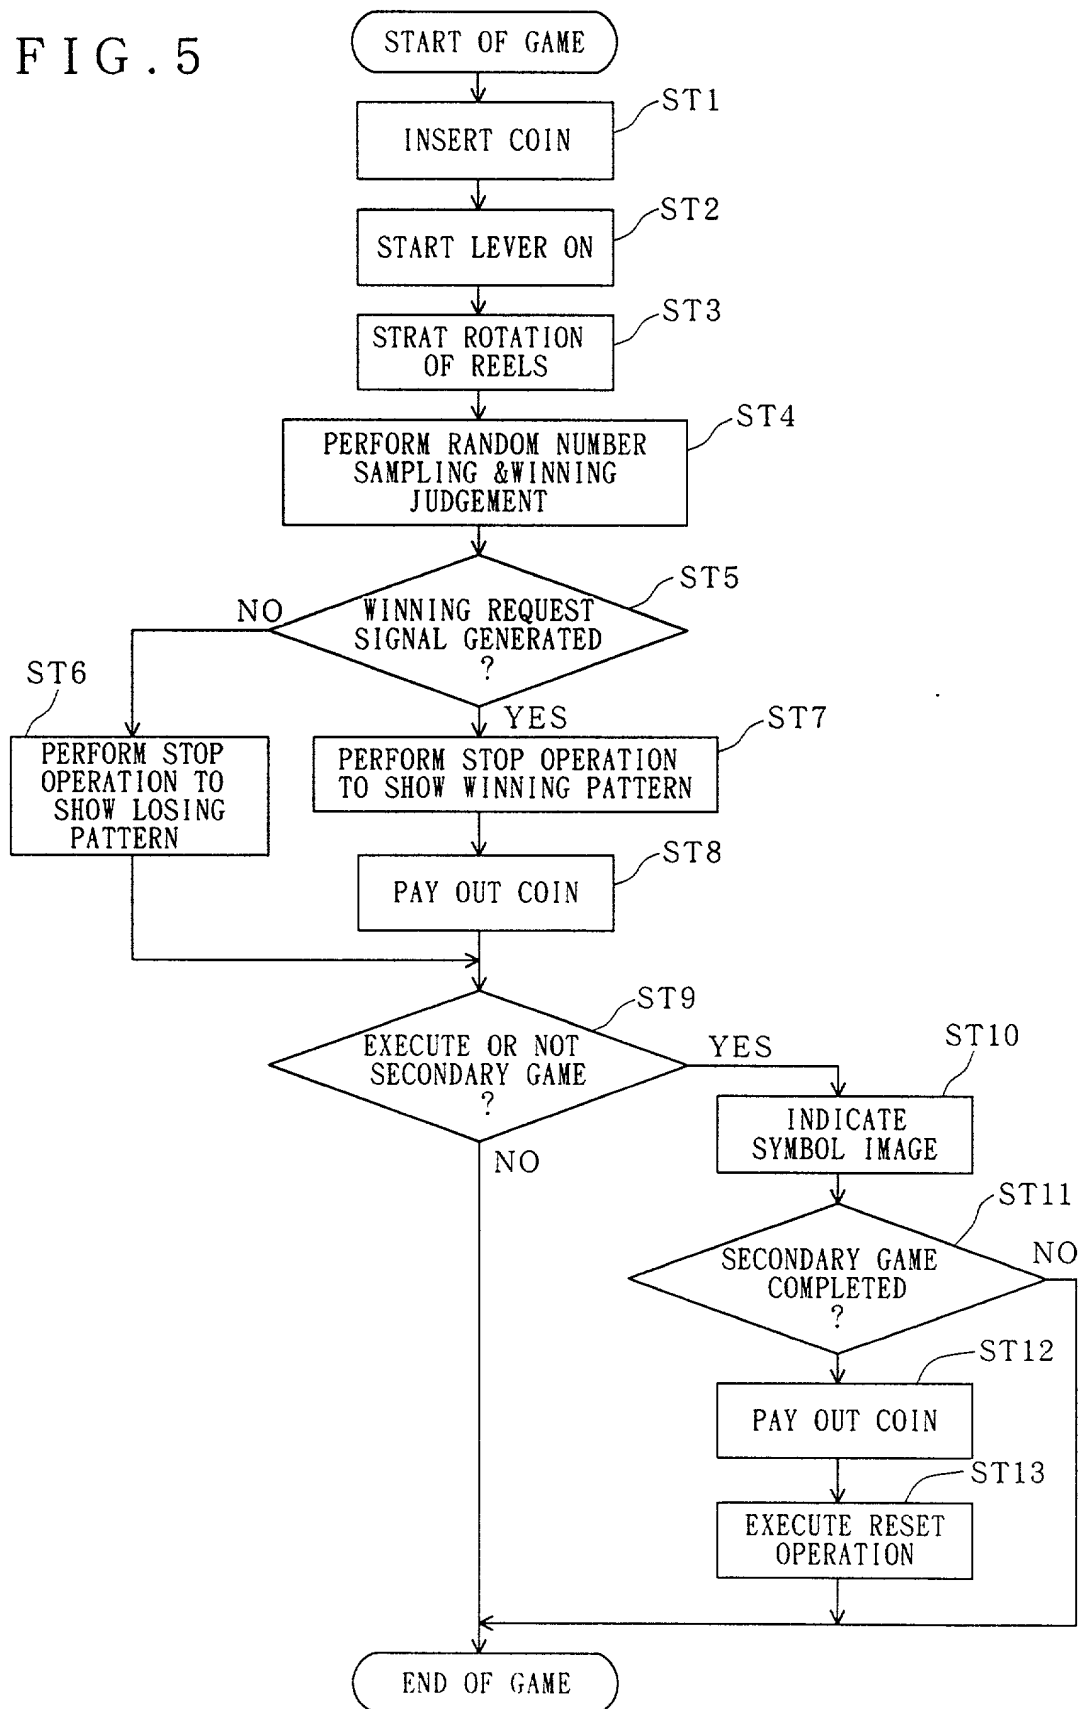 FIG.5
START OF GAME
ST1
INSERT COIN
ST2
START LEVER ON
ST3
STRAT ROTATION
OF REELS
ST4
PERFORM RANDOM NUMBER
SAMPLING &WINNING
JUDGEMENT
ST5
WINNING REQUEST
SIGNAL GENERATED
?
NO
YES
ST6
PERFORM STOP
OPERATION TO
SHOW LOSING
PATTERN
ST7
PERFORM STOP OPERATION
TO SHOW WINNING PATTERN
ST8
PAY OUT COIN
ST9
EXECUTE OR NOT
SECONDARY GAME
?
YES
NO
ST10
INDICATE
SYMBOL IMAGE
ST11
SECONDARY GAME
COMPLETED
?
NO
ST12
PAY OUT COIN
ST13
EXECUTE RESET
OPERATION
END OF GAME